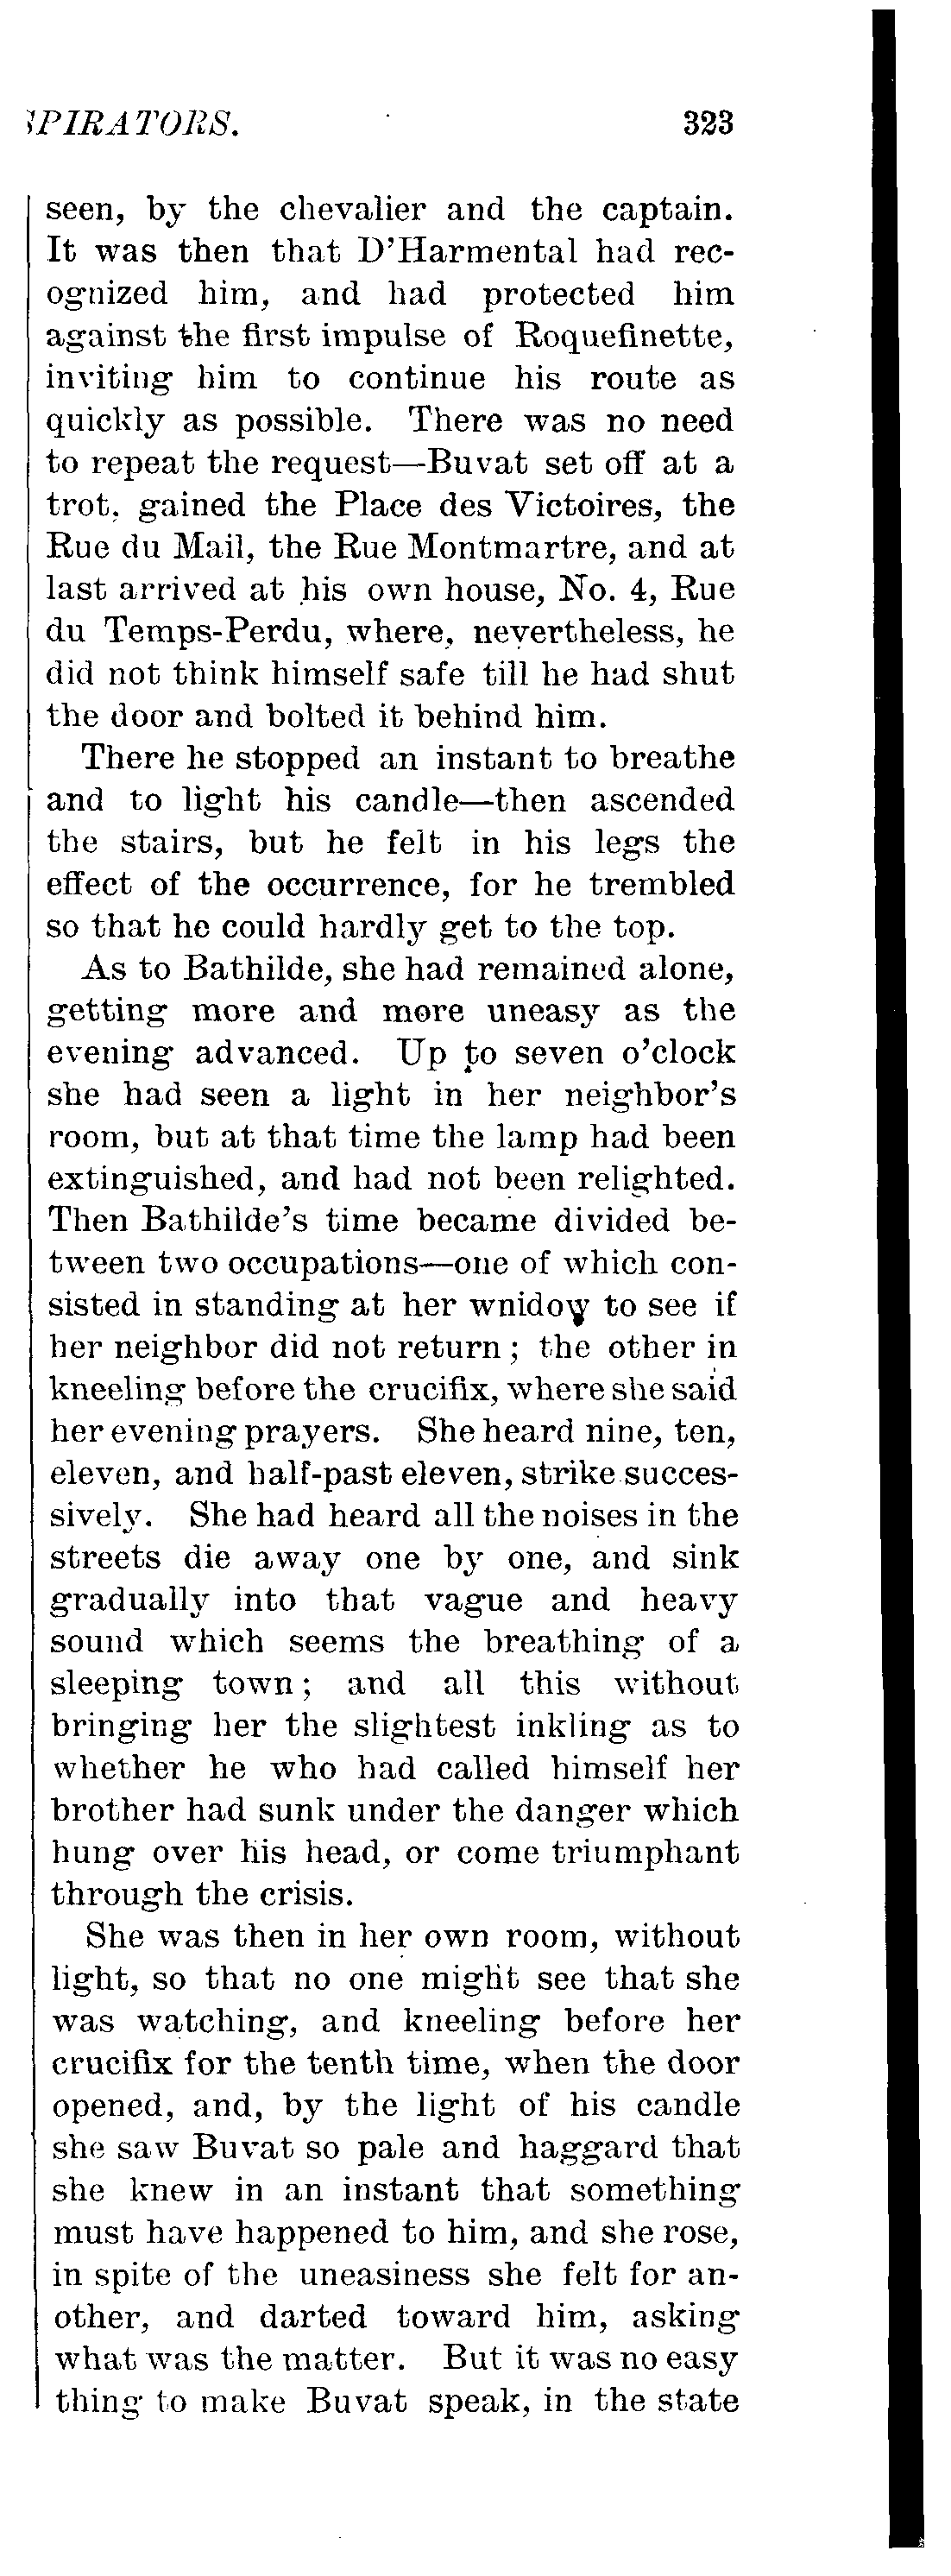 SPIRATORS. 323
seen, by the chevalier and the captain.
It was then that D'Harmental had rec-
ognized him, and had protected him
against the first impulse of Roquefinette,
inviting him to continue his route as
quickly as possible. There was no need
to repeat the request—Buvat set off at a
trot, gained the Place des Victoires, the
Rue du Mail, the Rue Montmartre, and at
last arrived at his own house, No. 4, Rue
du Temps-Perdu, where, nevertheless, he
did not think himself safe till he had shut
the door and bolted it behind him.
There he stopped an instant to breathe
and to light his candle—then ascended
the stairs, but he felt in his legs the
effect of the occurrence, for he trembled
so that he could hardly get to the top.
As to Bathilde, she had remained alone,
getting more and more uneasy as the
evening advanced. Up to seven o'clock
she had seen a light in her neighbor's
room, but at that time the lamp had been
extinguished, and had not been relighted.
Then Bathilde's time became divided be-
tween two occupations—one of which con-
sisted in standing at her wnidow to see if
her neighbor did not return; the other in
kneeling before the crucifix, where she said
her evening prayers. She heard nine, ten,
eleven, and half-past eleven, strike succes-
sively. She had heard all the noises in the
streets die away one by one, and sink
gradually into that vague and heavy
sound which seems the breathing of a
sleeping town; and all this without
bringing her the slightest inkling as to
whether he who had called himself her
brother had sunk under the danger which
hung over his head, or come triumphant
through the crisis.
She was then in her own room, without
light, so that no one might see that she
was watching, and kneeling before her
crucifix for the tenth time, when the door
opened, and, by the light of his candle
she saw Buvat so pale and haggard that
she knew in an instant that something
must have happened to him, and she rose,
in spite of the uneasiness she felt for an-
other, and darted toward him, asking
what was the matter. But it was no easy
thing to make Buvat speak, in the state